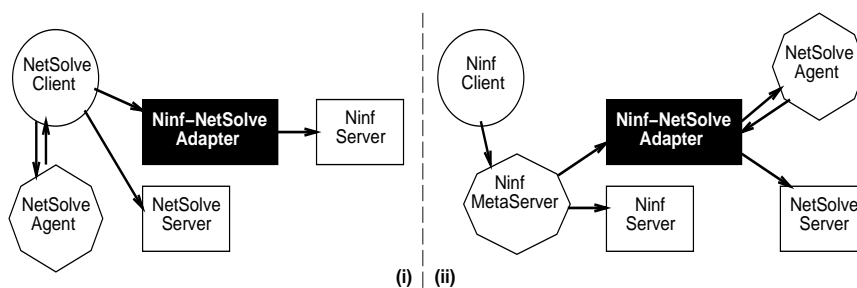 NetSolve
Client
Ninf–NetSolve
Adapter
Ninf
Server
NetSolve
Agent
NetSolve
Server
(i)
Ninf
Client
Ninf–NetSolve
Adapter
NetSolve
Agent
Ninf
MetaServer
Ninf
Server
NetSolve
Server
(ii)